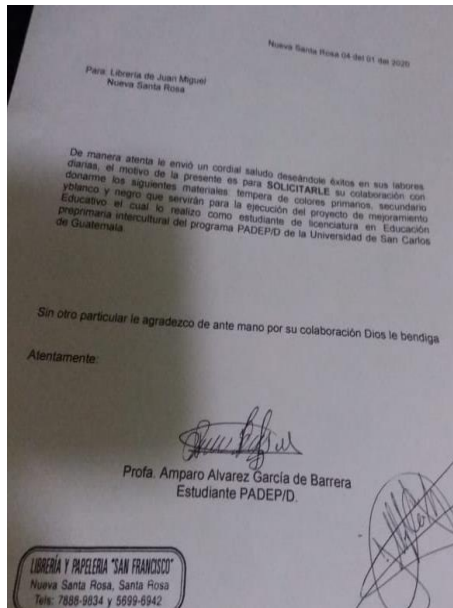 Nueva Santa Rosa 04 del 01 del 2020
Para: Librería de Juan Miguel
Nueva Santa Rosa
De manera atenta le envió un cordial saludo deseándole éxitos en sus labores
diarias, el motivo de la presente es para SOLICITARLE su colaboración con
donarme los siguientes materiales: tempera de colores primarios, secundario
yblanco y negro que servirán para la ejecución del proyecto de mejoramiento
Educativo el cual lo realizo como estudiante de licenciatura en Educación
preprimaria intercultural del programa PADEP/D de la Universidad de San Carlos
de Guatemala.
Sin otro particular le agradezco de ante mano por su colaboración Dios le bendiga
Atentamente:
Profa. Amparo Alvarez García de Barrera
Estudiante PADEP/D.
LIBRERÍA Y PAPELERIA "SAN FRANCISCO"
Nueva Santa Rosa, Santa Rosa
Tels: 7888-9834 y 5699-6942